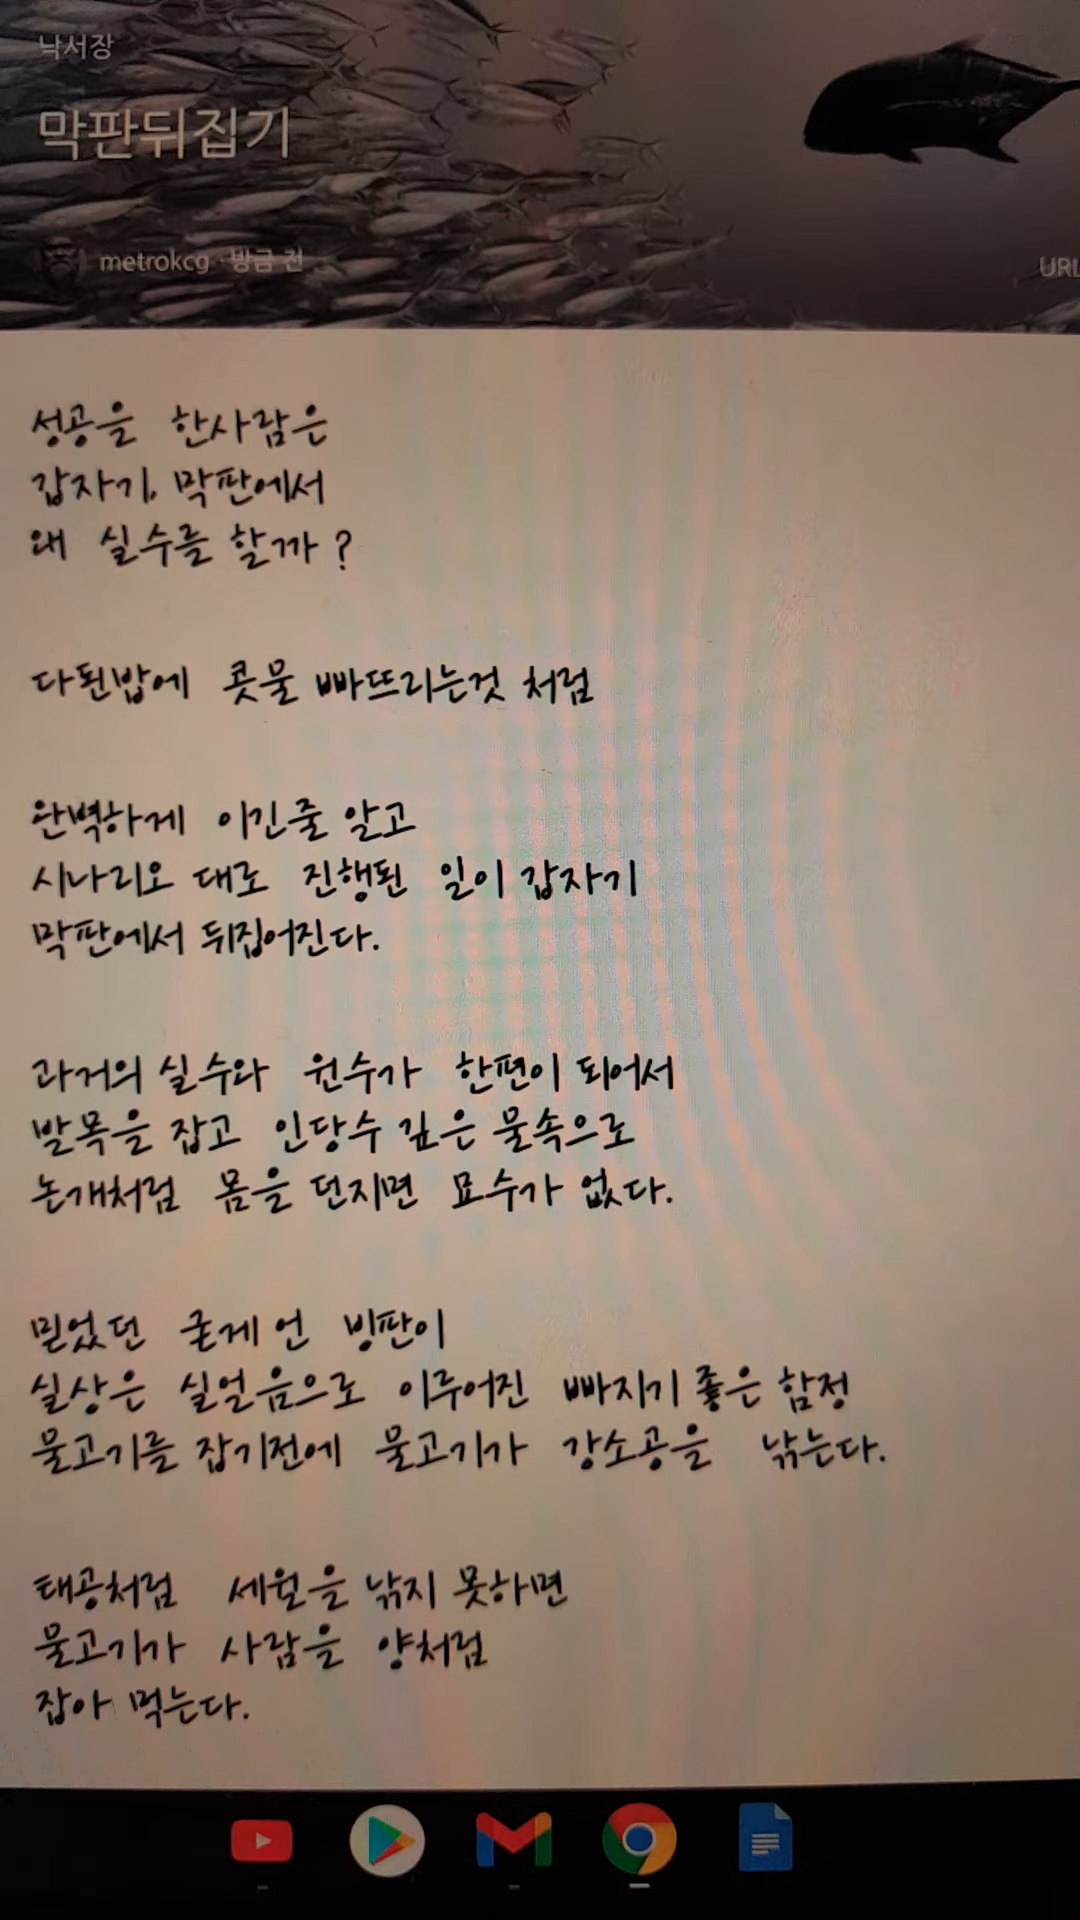 낙서장
막판뒤집기
metrokcg · 방금 전
URL
성공을 한사람은
갑자기, 막판에서
왜 실수를 할까?
다된밥에 콧물 빠뜨리는것 처럼
완벽하게 이긴줄 알고
시나리오 대로 진행된 일이 갑자기
막판에서 뒤집어진다.
과거의 실수와 원수가 한편이 되어서
발목을 잡고 인당수 깊은 물속으로
논개처럼 몸을 던지면 묘수가 없다.
믿었던 굳게 언 빙판이
실상은 실얼음으로 이루어진 빠지기 좋은 함정
물고기를 잡기전에 물고기가 강소공을 낚는다.
태공처럼 세월을 낚지 못하면
물고기가 사람을 양처럼
잡아 먹는다.